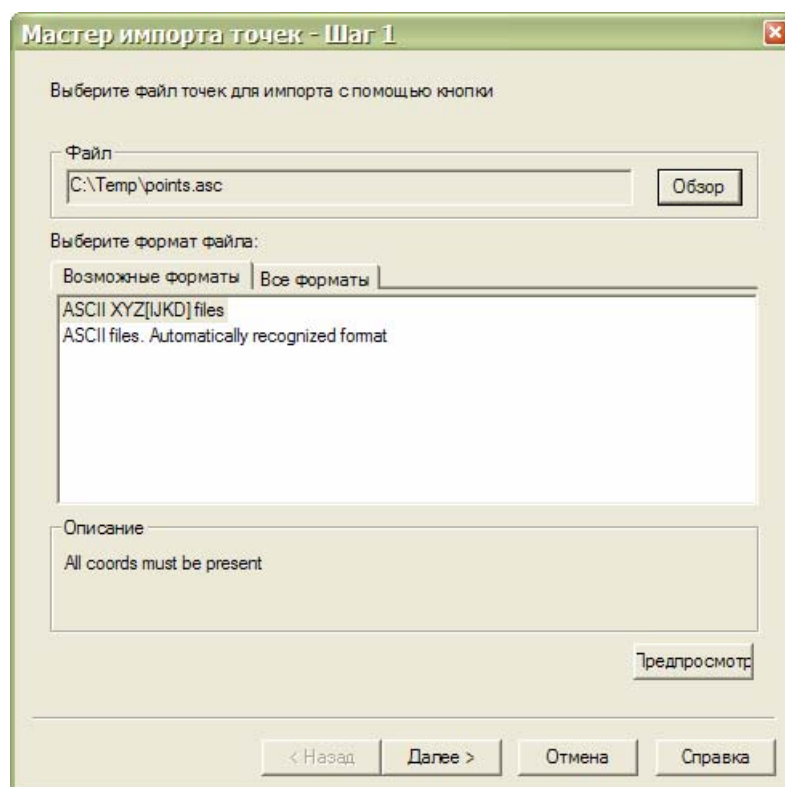 Мастер импорта точек - Шаг 1
Выберите файл точек для импорта с помощью кнопки
Файл
C:\Temp\points.asc
Обзор
Выберите формат файла:
Возможные форматы
Все форматы
ASCII XYZ[IJKD] files
ASCII files. Automatically recognized format
Описание
All coords must be present
Предпросмотр
< Назад
Далее >
Отмена
Справка